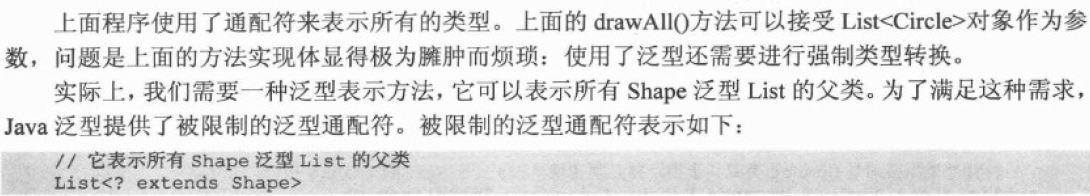 上面程序使用了通配符来表示所有的类型。上面的 drawAll()方法可以接受 List<Circle>对象作为参
数，问题是上面的方法实现体显得极为臃肿而烦琐：使用了泛型还需要进行强制类型转换。
实际上，我们需要一种泛型表示方法，它可以表示所有 Shape 泛型 List 的父类。为了满足这种需求，
Java 泛型提供了被限制的泛型通配符。被限制的泛型通配符表示如下：
// 它表示所有 Shape 泛型 List 的父类
List<? extends Shape>